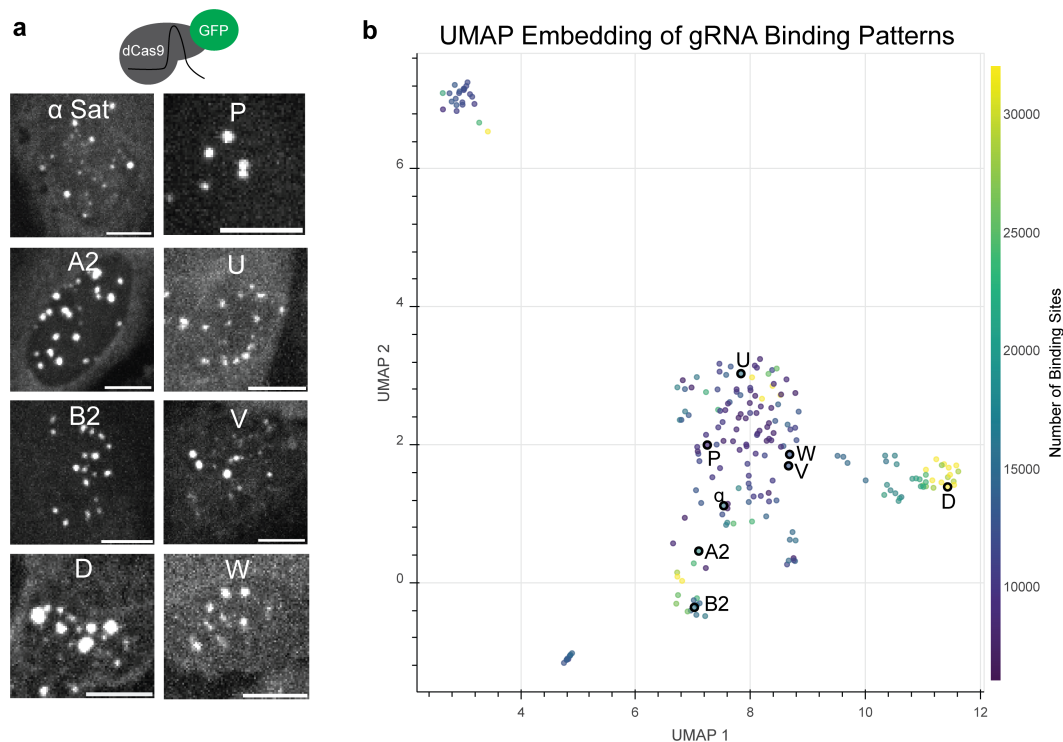 a
dCas9
GFP
α Sat
P
A2
U
B2
V
D
W
b
UMAP Embedding of gRNA Binding Patterns
UMAP 2
6
4
2
0
4
6
8
10
12
UMAP 1
U
P
W
V
α
D
A2
B2
30000
25000
20000
15000
10000
Number of Binding Sites